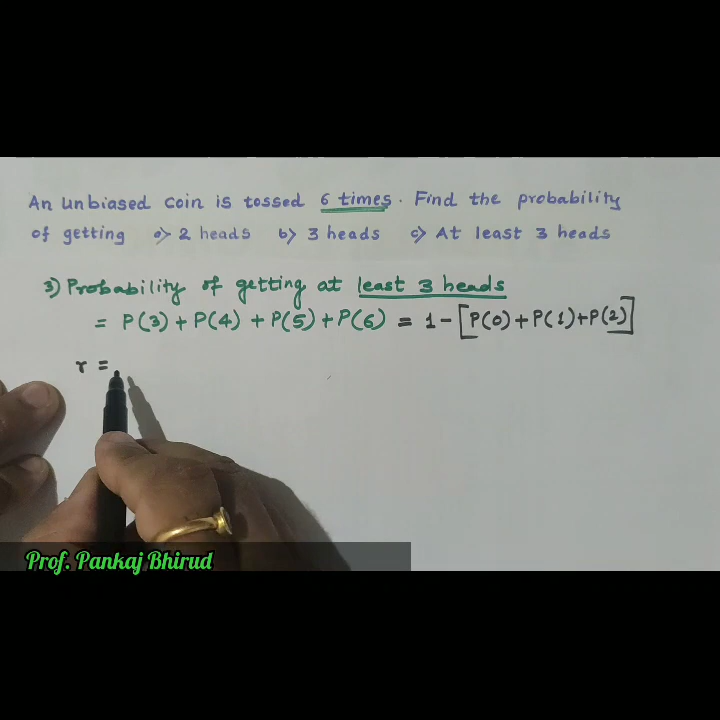 An unbiased coin is tossed 6 times. Find the probability
of getting a) 2 heads b) 3 heads c) At least 3 heads
3) Probability of getting at least 3 heads
= P(3) + P(4) + P(5) + P(6) = 1 - [P(0) + P(1) + P(2)]
r =
Prof. Pankaj Bhirud